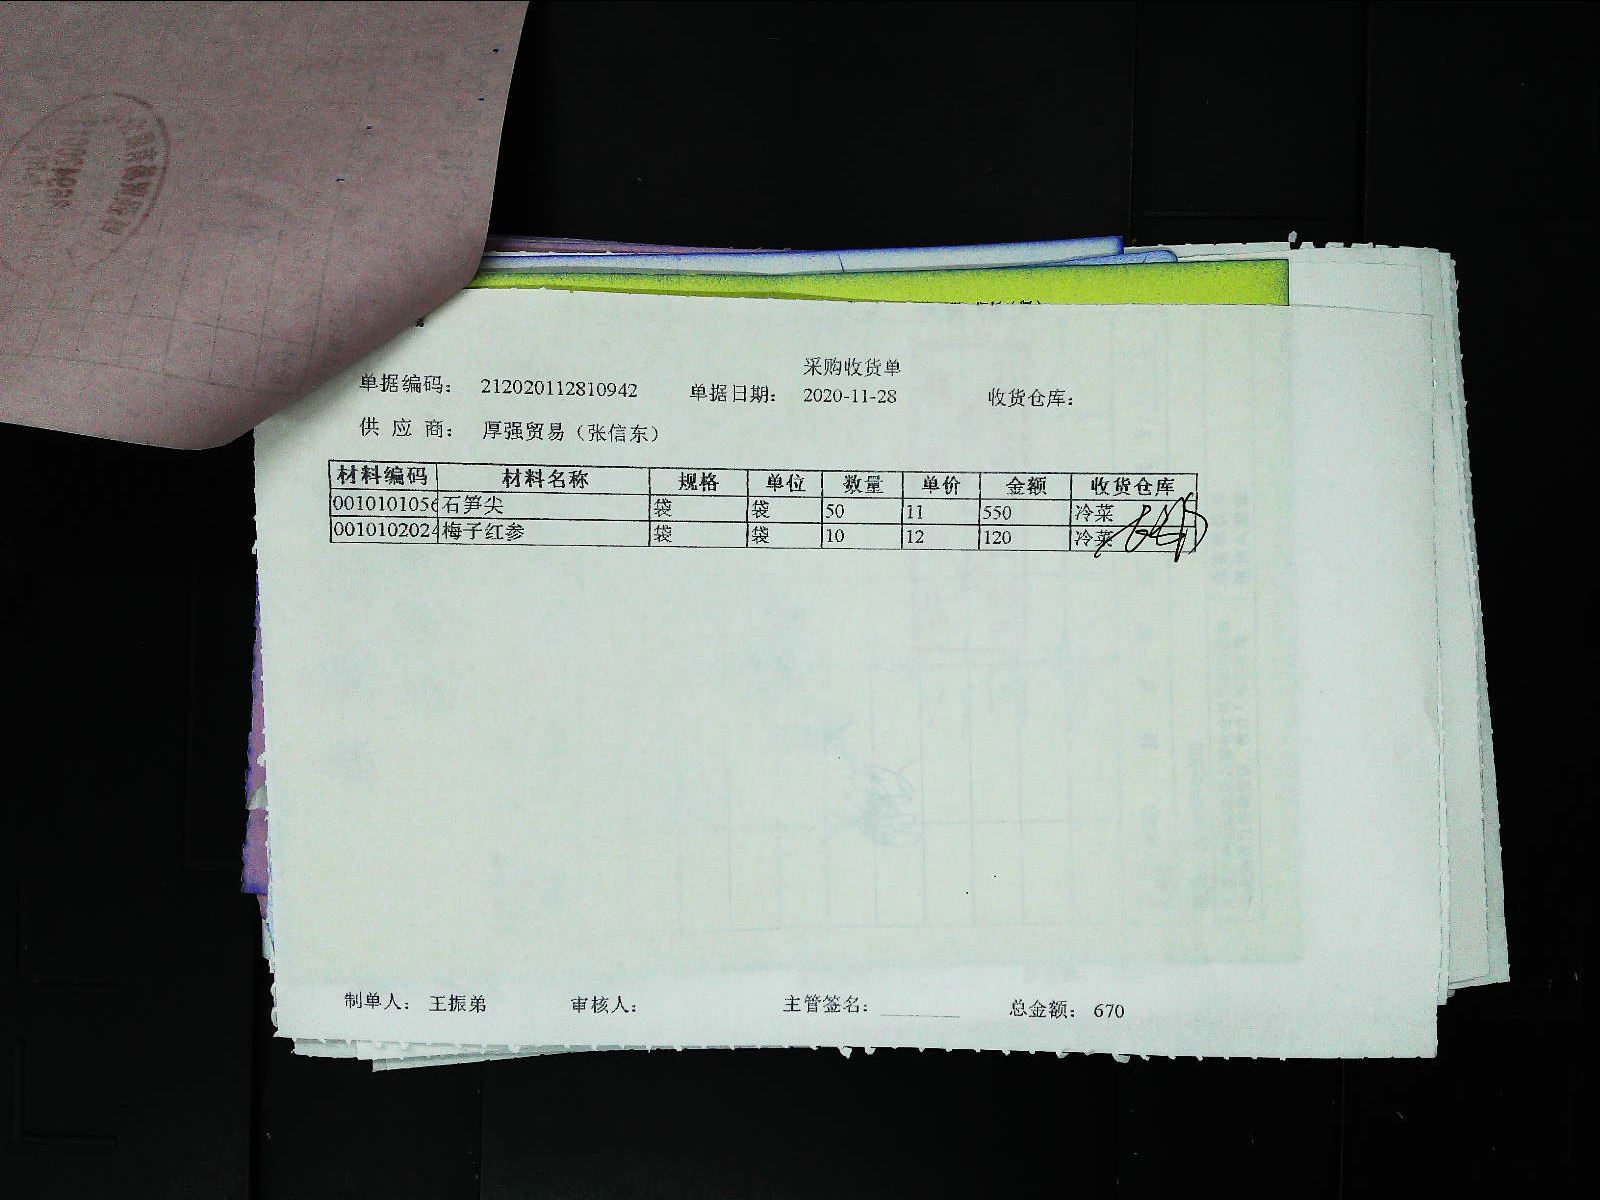 采购收货单
单据编码： 212020112810942 单据日期： 2020-11-28 收货仓库：
供 应 商： 厚强贸易（张信东）
材料编码 材料名称 规格 单位 数量 单价 金额 收货仓库
0010101056 石笋尖 袋 袋 50 11 550 冷菜
0010102024 梅子红参 袋 袋 10 12 120 冷菜
制单人： 王振弟 审核人： 主管签名： 总金额： 670